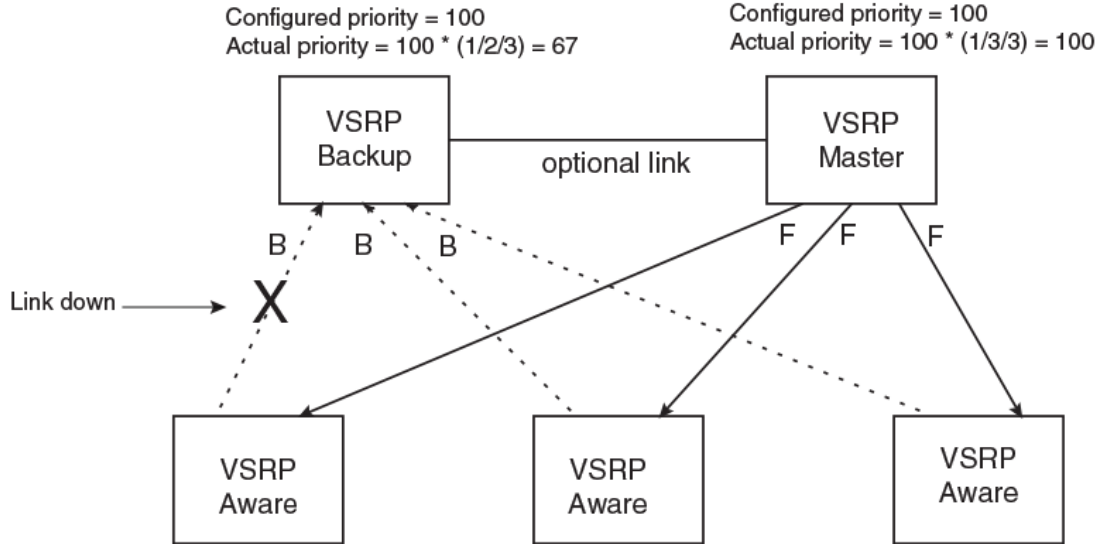 Configured priority = 100
Actual priority = 100 * (1/2/3) = 67
Configured priority = 100
Actual priority = 100 * (1/3/3) = 100
VSRP
Backup
optional link
VSRP
Master
B
B
B
F
F
F
Link down
X
VSRP
Aware
VSRP
Aware
VSRP
Aware